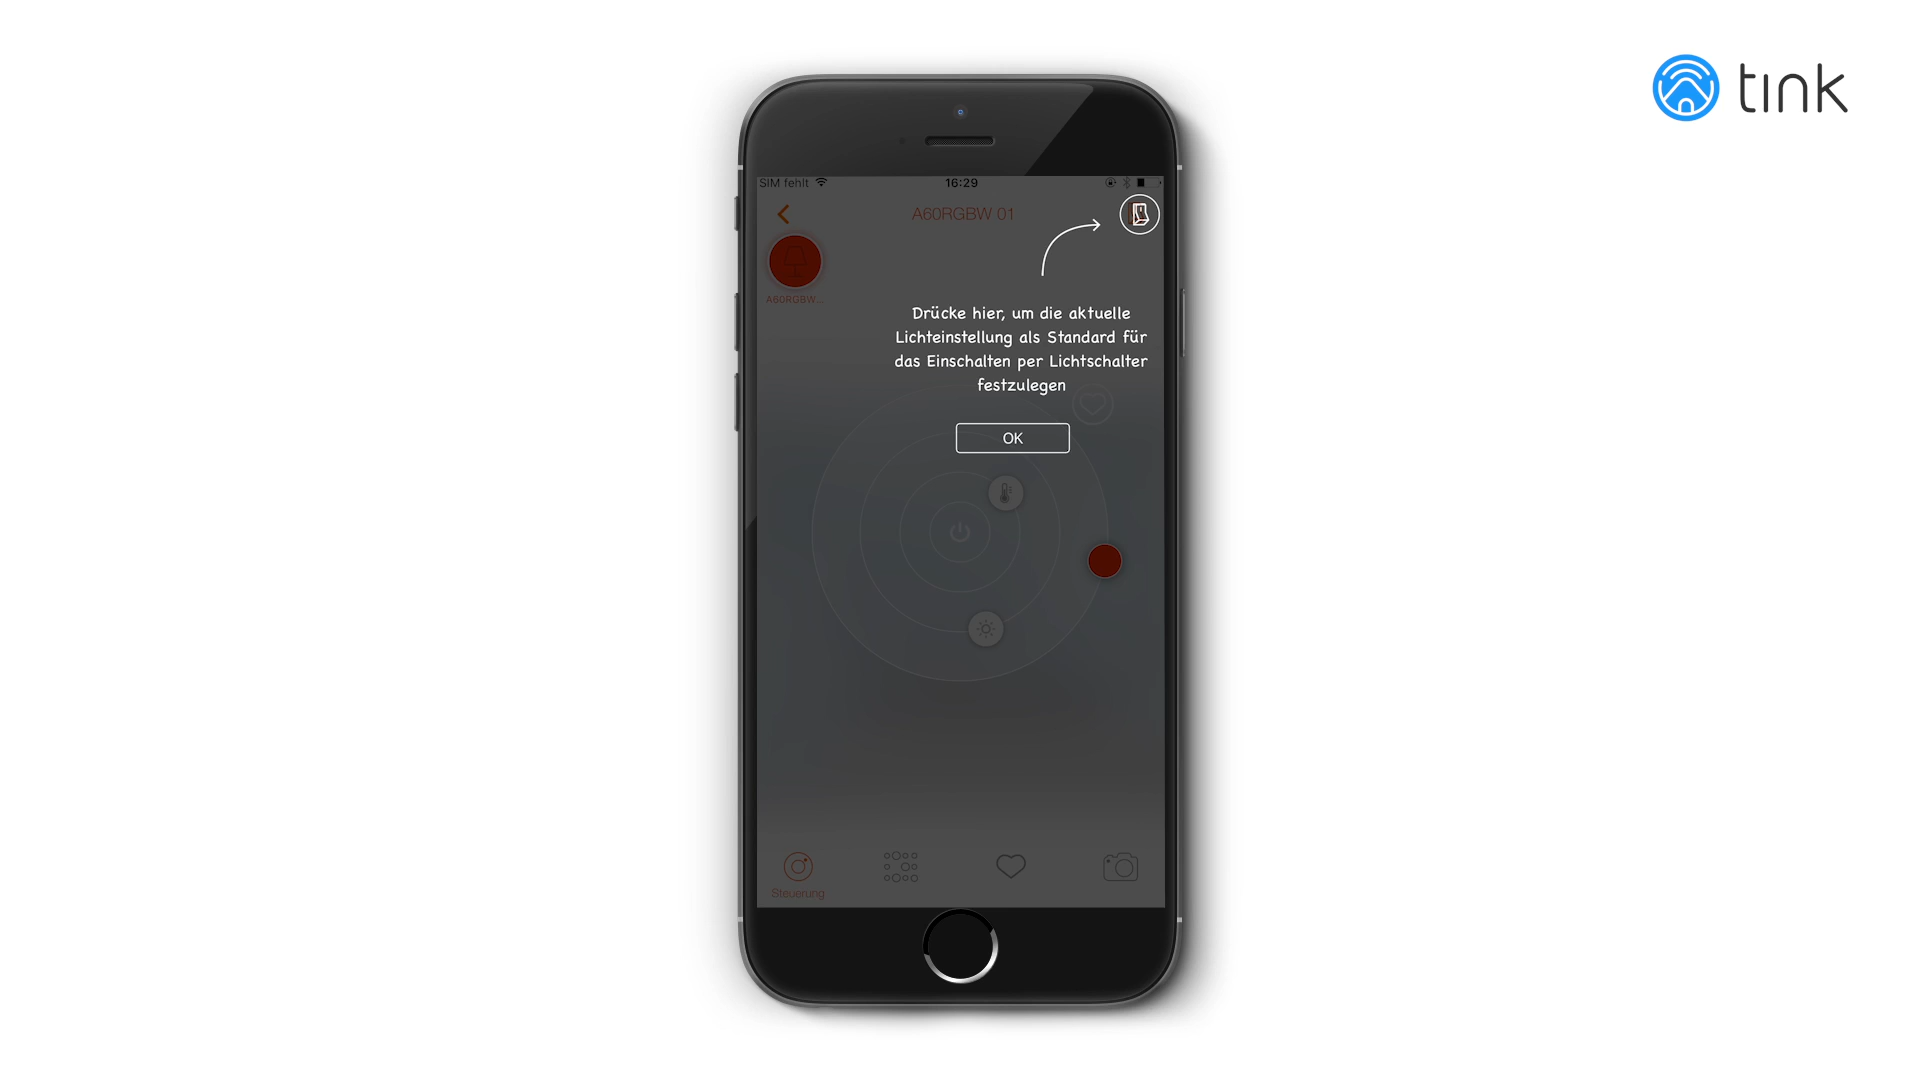 tink
SIM fehlt
16:29
A60RGBW 01
A60RGBW...
Drücke hier, um die aktuelle
Lichteinstellung als Standard für
das Einschalten per Lichtschalter
festzulegen
OK
Steuerung